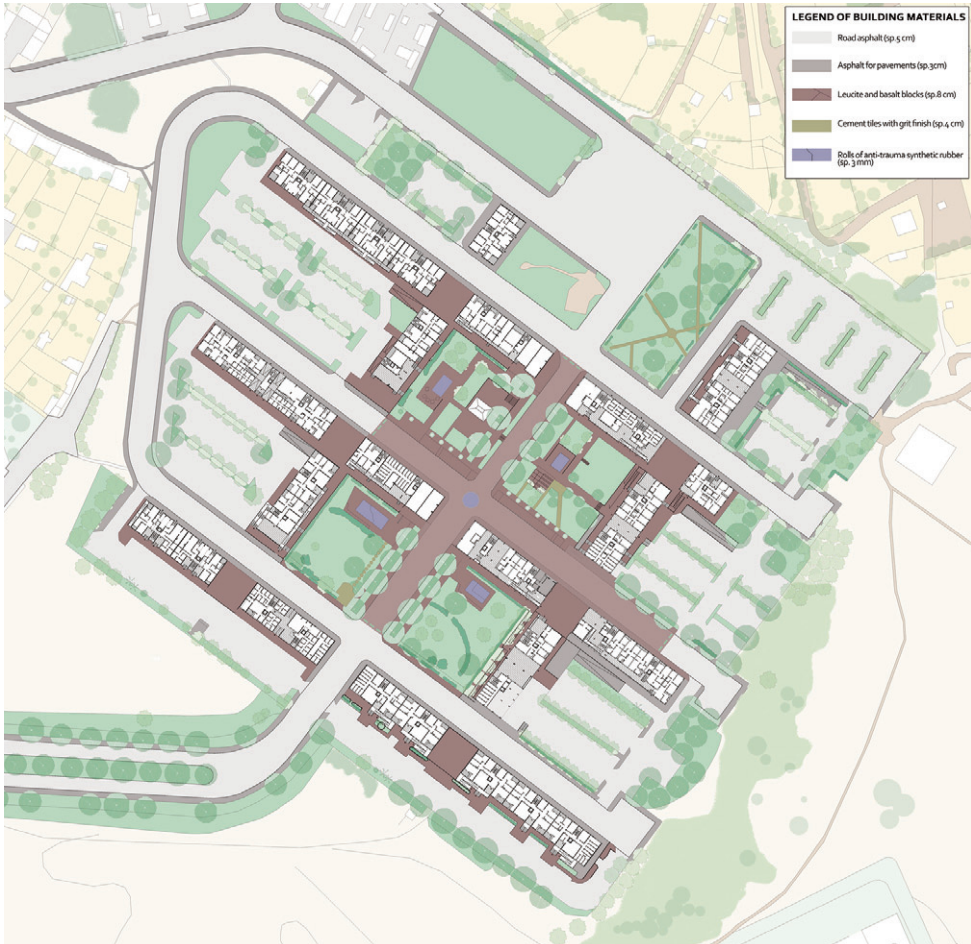 LEGEND OF BUILDING MATERIALS
Road asphalt (sp.5 cm)
Asphalt for pavements (sp.3cm)
Leucite and basalt blocks (sp.8 cm)
Cement tiles with grit finish (sp.4 cm)
Rolls of anti-trauma synthetic rubber
(sp. 3 mm)